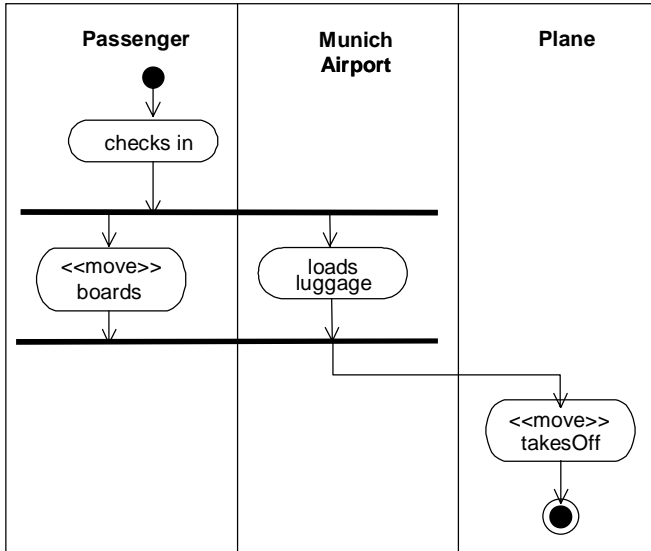 Passenger
Munich
Airport
Plane
checks in
<<move>>
boards
loads
luggage
<<move>>
takesOff